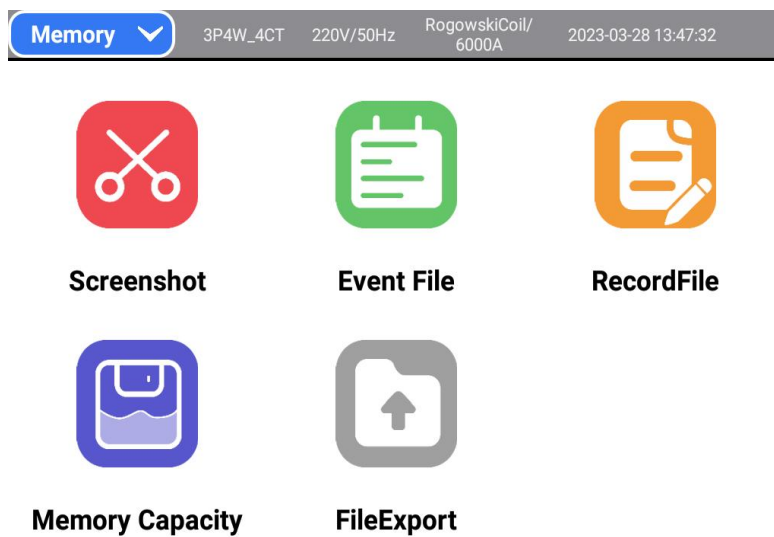 Memory
3P4W_4CT
220V/50Hz
RogowskiCoil/
6000A
2023-03-28 13:47:32
Screenshot
Event File
RecordFile
Memory Capacity
FileExport